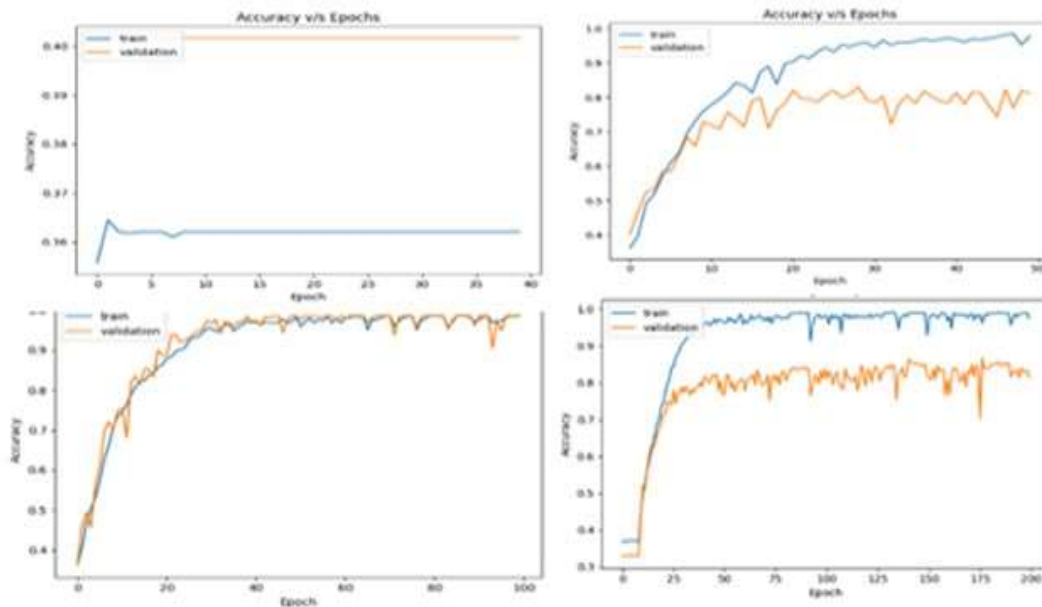 Accuracy v/s Epochs
train
validation
0.40
0.39
0.38
0.37
0.36
Accuracy
0 5 10 15 20 25 30 35 40
Epoch
Accuracy v/s Epochs
train
validation
1.0
0.9
0.8
0.7
0.6
0.5
0.4
Accuracy
0 10 20 30 40 50
Epoch
train
validation
0.9
0.8
0.7
0.6
0.5
0.4
Accuracy
0 20 40 60 80 100
Epoch
train
validation
1.0
0.9
0.8
0.7
0.6
0.5
0.4
0.3
Accuracy
0 25 50 75 100 125 150 175 200
Epoch